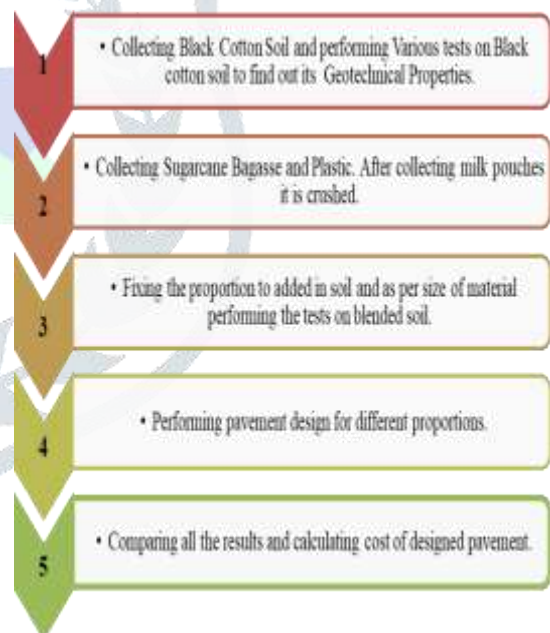 1
• Collecting Black Cotton Soil and performing Various tests on Black
cotton soil to find out its Geotechnical Properties.
2
• Collecting Sugarcane Bagasse and Plastic. After collecting milk pouches
it is crushed.
3
• Fixing the proportion to added in soil and as per size of material
performing the tests on blended soil.
4
• Performing pavement design for different proportions.
5
• Comparing all the results and calculating cost of designed pavement.